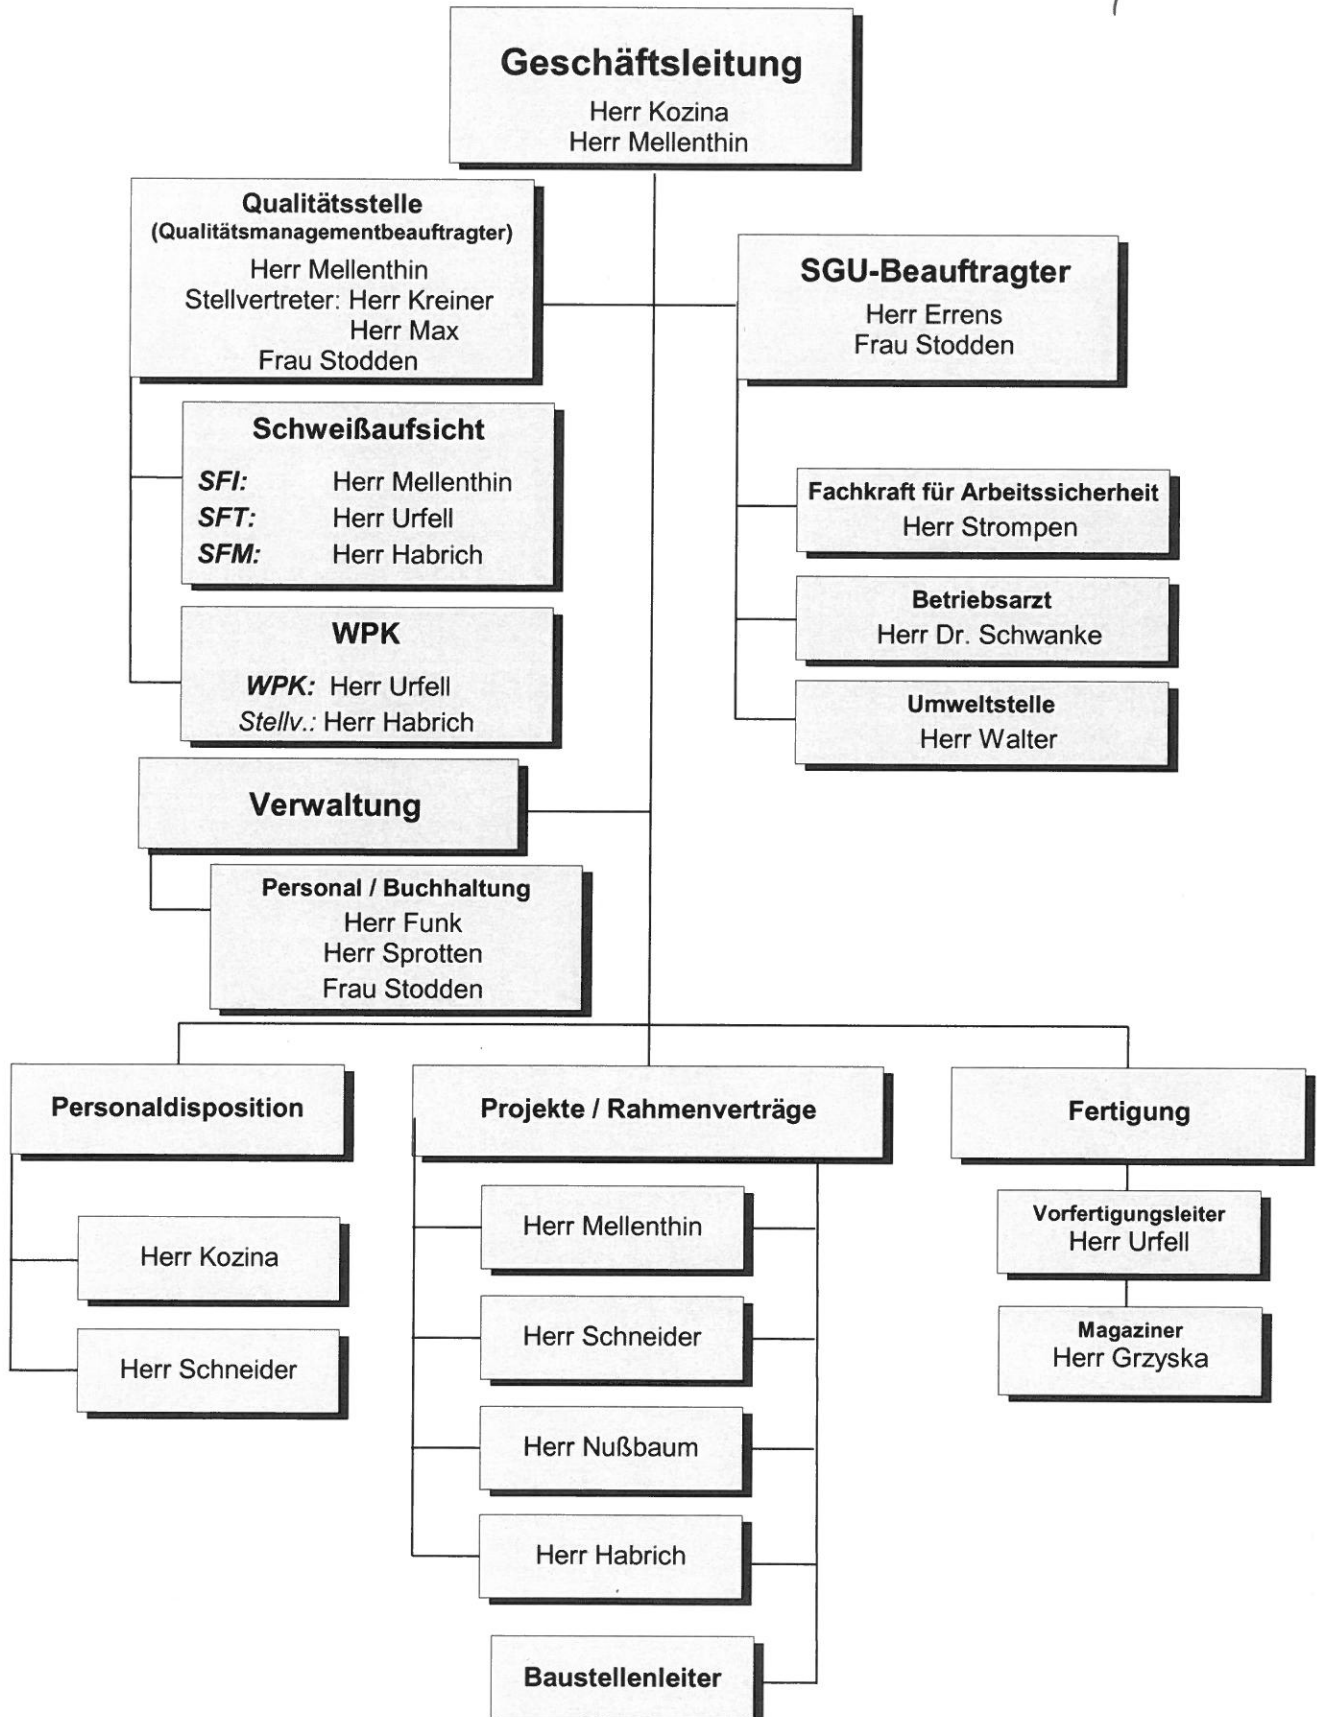 Geschäftsleitung
Herr Kozina
Herr Mellenthin
Qualitätsstelle
(Qualitätsmanagementbeauftragter)
Herr Mellenthin
Stellvertreter: Herr Kreiner
Herr Max
Frau Stodden
SGU-Beauftragter
Herr Errens
Frau Stodden
Schweißaufsicht
SFI: Herr Mellenthin
SFT: Herr Urfell
SFM: Herr Habrich
Fachkraft für Arbeitssicherheit
Herr Strompen
Betriebsarzt
Herr Dr. Schwanke
WPK
WPK: Herr Urfell
Stellv.: Herr Habrich
Umweltstelle
Herr Walter
Verwaltung
Personal / Buchhaltung
Herr Funk
Herr Sprotten
Frau Stodden
Personaldisposition
Herr Kozina
Herr Schneider
Projekte / Rahmenverträge
Herr Mellenthin
Herr Schneider
Herr Nußbaum
Herr Habrich
Baustellenleiter
Fertigung
Vorfertigungsleiter
Herr Urfell
Magaziner
Herr Grzyska